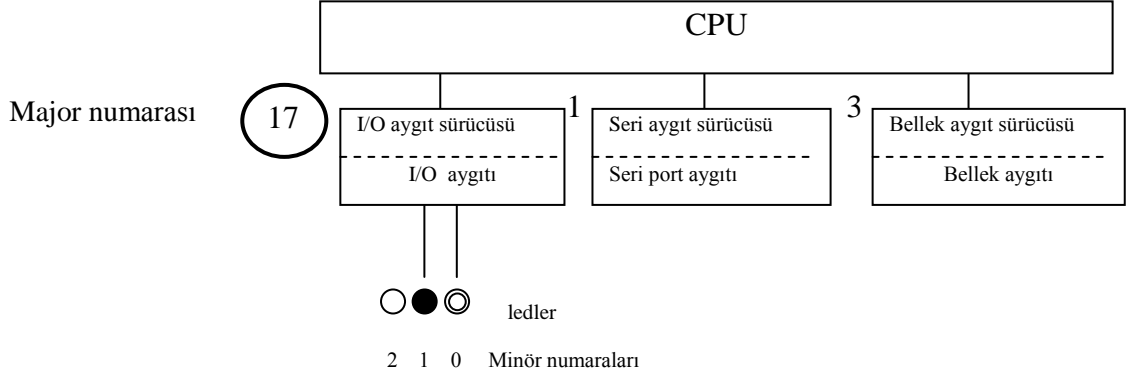 CPU
Major numarası 17 1 3
I/O aygıt sürücüsü Seri aygıt sürücüsü Bellek aygıt sürücüsü
I/O aygıtı Seri port aygıtı Bellek aygıtı
ledler
2 1 0 Minör numaraları